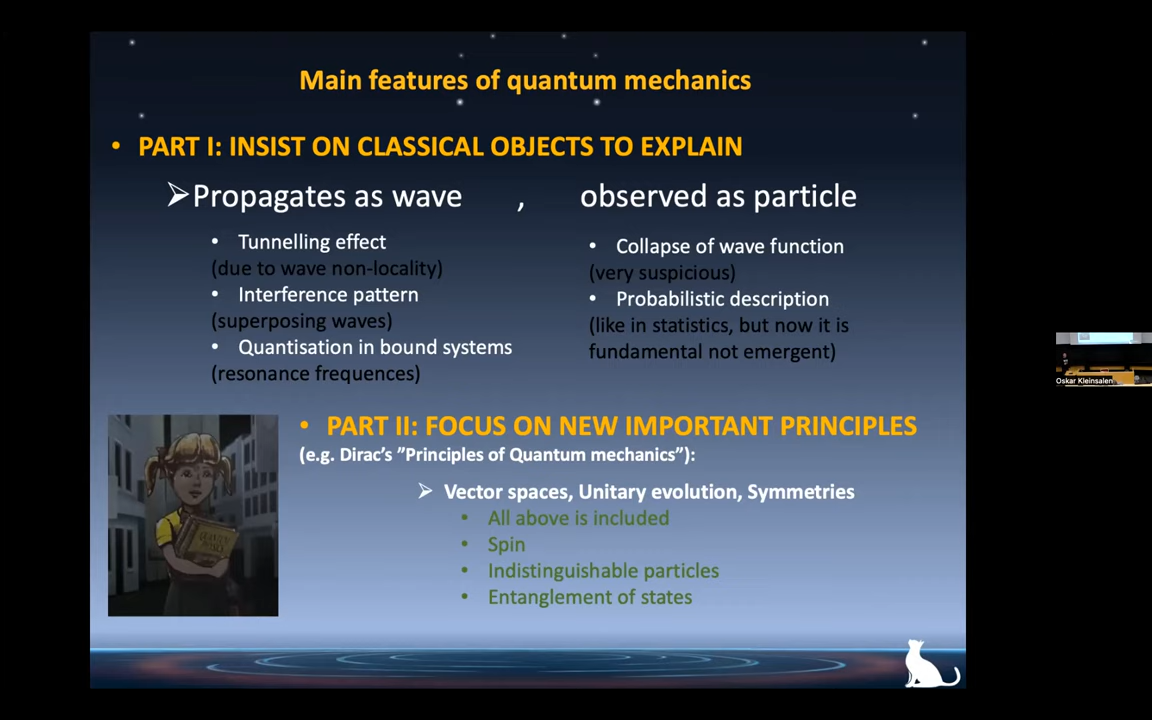 Main features of quantum mechanics
• PART I: INSIST ON CLASSICAL OBJECTS TO EXPLAIN
➢Propagates as wave , observed as particle
• Tunnelling effect
(due to wave non-locality)
• Interference pattern
(superposing waves)
• Quantisation in bound systems
(resonance frequences)
• Collapse of wave function
(very suspicious)
• Probabilistic description
(like in statistics, but now it is
fundamental not emergent)
• PART II: FOCUS ON NEW IMPORTANT PRINCIPLES
(e.g. Dirac's ”Principles of Quantum mechanics”):
➢ Vector spaces, Unitary evolution, Symmetries
• All above is included
• Spin
• Indistinguishable particles
• Entanglement of states
QUANTUM
PHYSICS
Oskar Kleinsalen